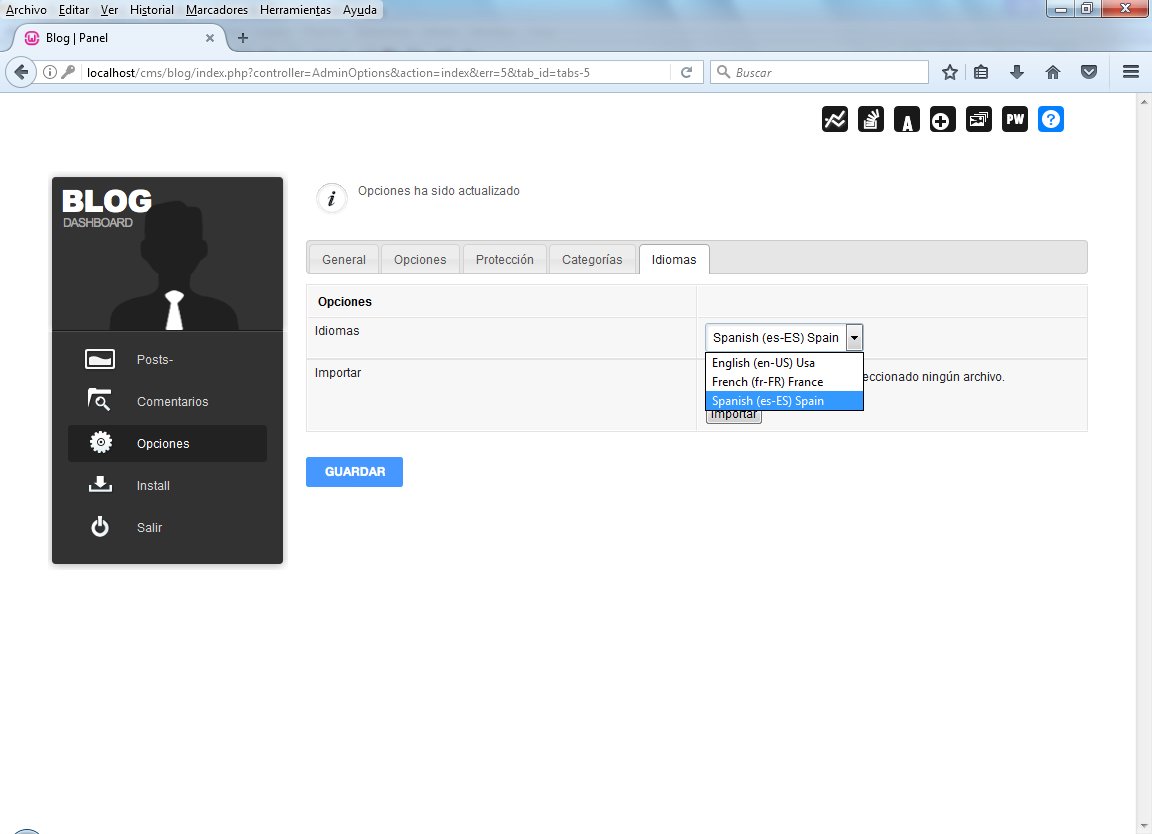 Archivo Editar Ver Historial Marcadores Herramientas Ayuda
Blog | Panel
localhost/cms/blog/index.php?controller=AdminOptions&action=index&err=5&tab_id=tabs-5
Buscar
A PW ?
BLOG
DASHBOARD
i Opciones ha sido actualizado
General Opciones Protección Categorías Idiomas
Opciones
Idiomas Spanish (es-ES) Spain
English (en-US) Usa
French (fr-FR) France
Spanish (es-ES) Spain
Importar eccionado ningún archivo.
Importar
GUARDAR
Posts-
Comentarios
Opciones
Install
Salir